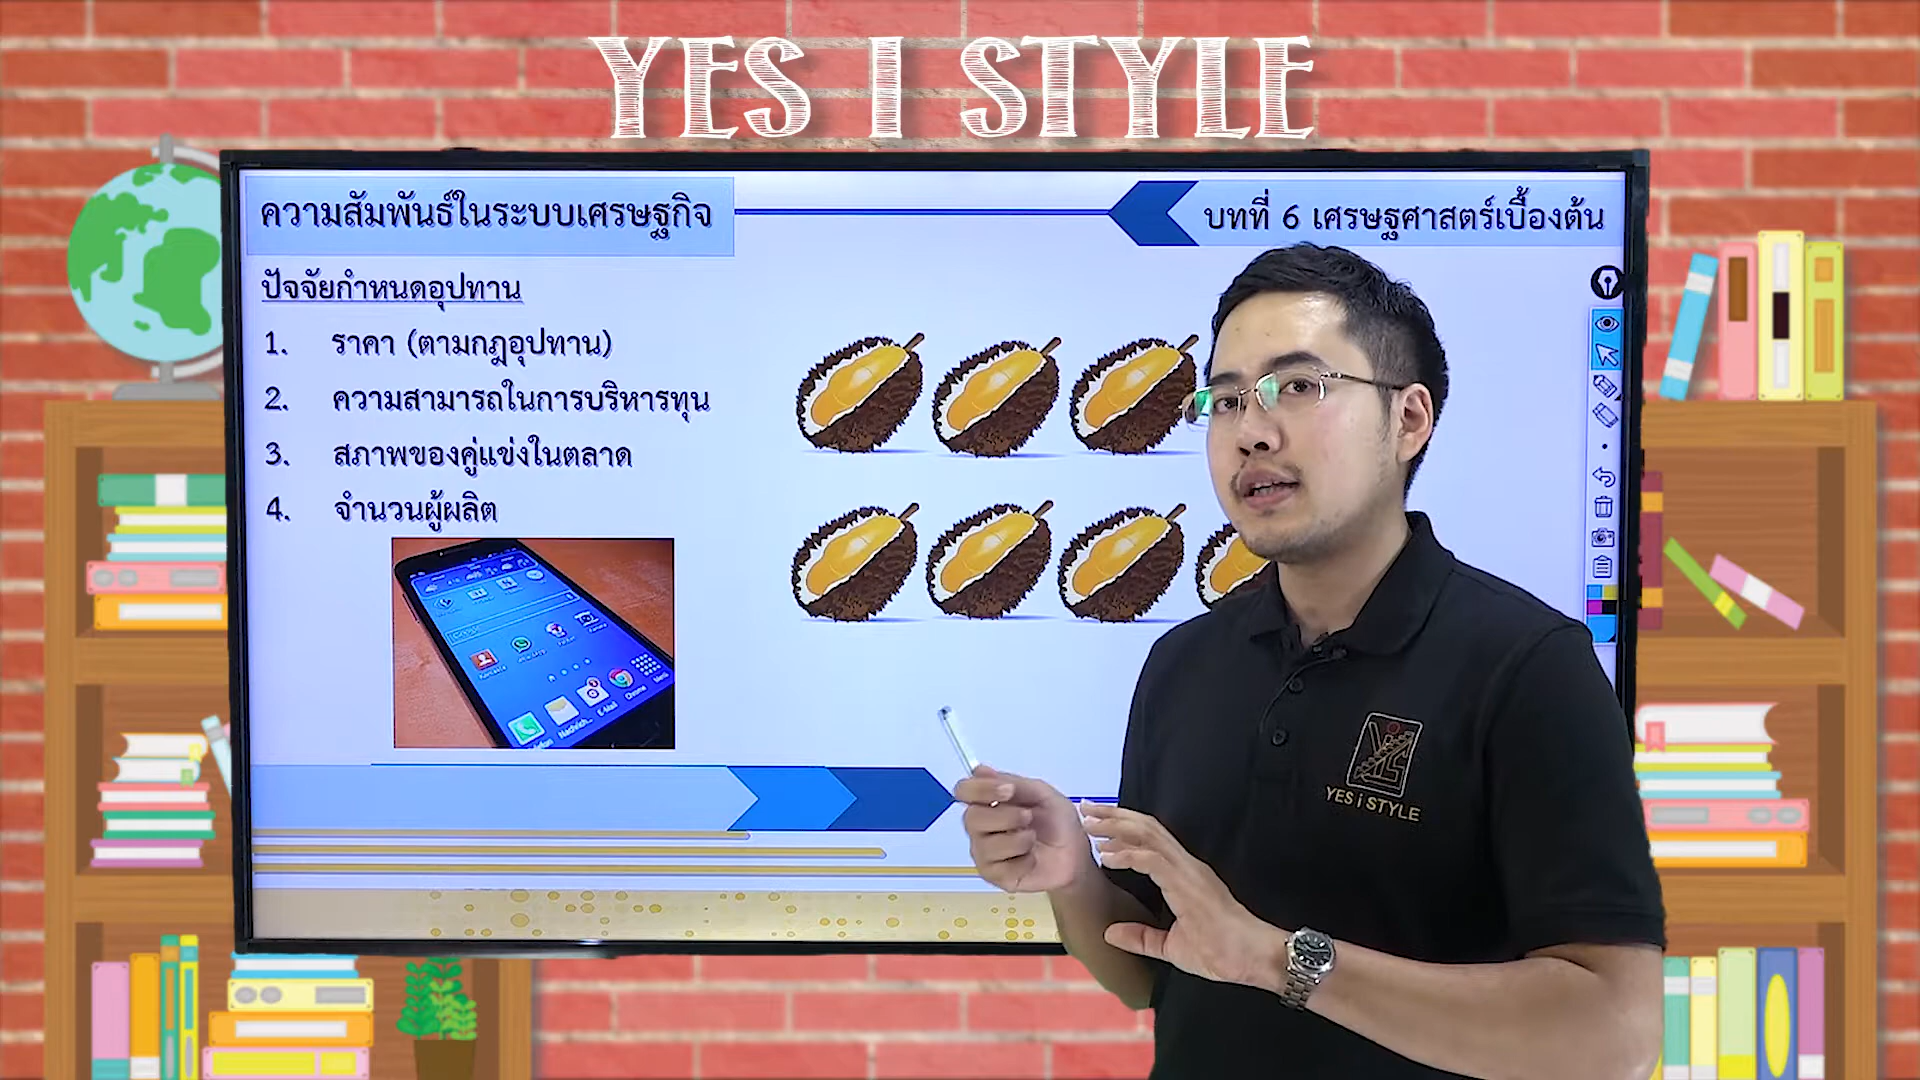 YES I STYLE
ความสัมพันธ์ในระบบเศรษฐกิจ
บทที่ 6 เศรษฐศาสตร์เบื้องต้น
ปัจจัยกำหนดอุปทาน
1. ราคา (ตามกฎอุปทาน)
2. ความสามารถในการบริหารทุน
3. สภาพของคู่แข่งในตลาด
4. จำนวนผู้ผลิต
Google
Kontakte
WhatsApp
E-Mail
Chrome
Menü
YES i STYLE